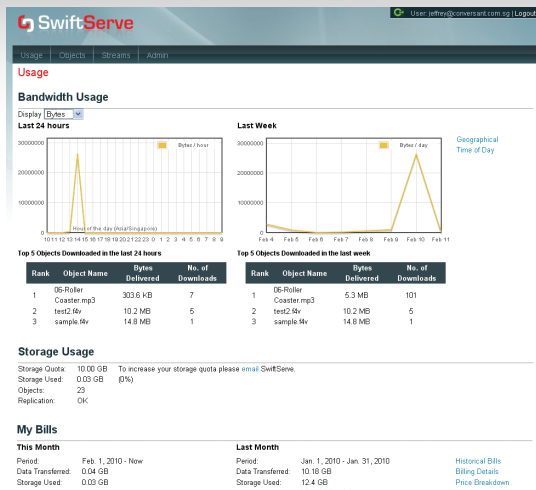 SwiftServe
User: jeffrey@conversant.com.sg | Logout
Usage Objects Streams Admin
Usage
Bandwidth Usage
Display Bytes
Last 24 hours
Bytes / hour
30000000
20000000
10000000
0
Hour of the day (Asia/Singapore)
10 11 12 13 14 15 16 17 18 19 20 21 22 23 0 1 2 3 4 5 6 7 8 9
Last Week
Bytes / day
30000000
20000000
10000000
0
Feb 4 Feb 5 Feb 6 Feb 7 Feb 8 Feb 9 Feb 10 Feb 11
Geographical
Time of Day
Top 5 Objects Downloaded in the last 24 hours
Rank Object Name Bytes Delivered No. of Downloads
1 06-Roller Coaster.mp3 303.6 KB 7
2 test2.f4v 10.2 MB 5
3 sample.f4v 14.8 MB 1
Top 5 Objects Downloaded in the last week
Rank Object Name Bytes Delivered No. of Downloads
1 06-Roller Coaster.mp3 5.3 MB 101
2 test2.f4v 10.2 MB 5
3 sample.f4v 14.8 MB 1
Storage Usage
Storage Quota: 10.00 GB To increase your storage quota please email SwiftServe.
Storage Used: 0.03 GB (0%)
Objects: 23
Replication: OK
My Bills
This Month
Period: Feb. 1, 2010 - Now
Data Transferred: 0.04 GB
Storage Used: 0.03 GB
Last Month
Period: Jan. 1, 2010 - Jan. 31, 2010
Data Transferred: 10.18 GB
Storage Used: 12.4 GB
Historical Bills
Billing Details
Price Breakdown